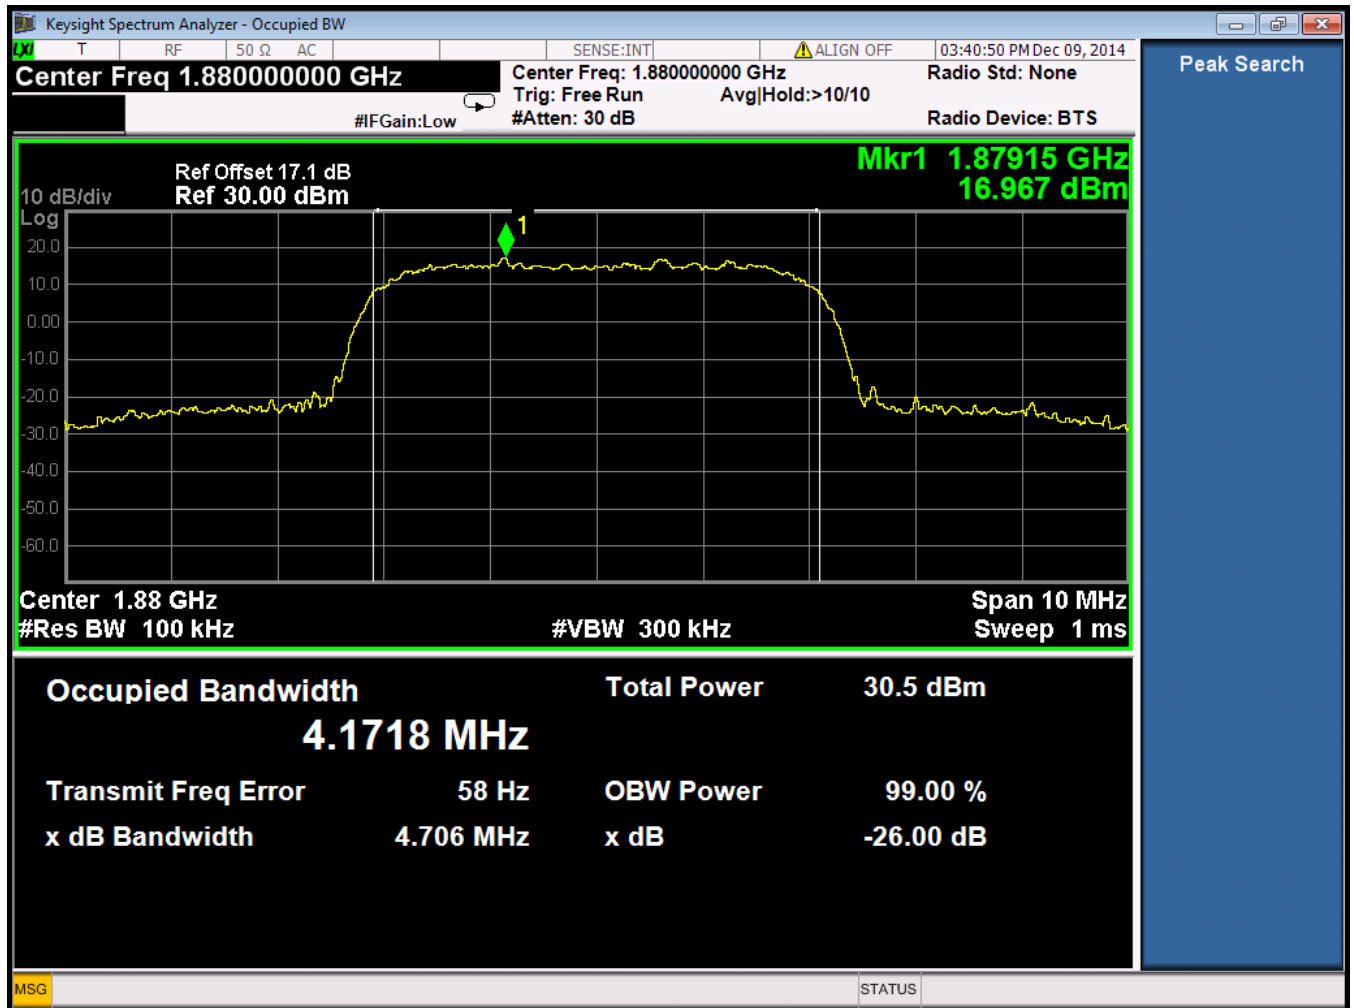 Keysight Spectrum Analyzer - Occupied BW
LXI T RF 50 Ω AC SENSE:INT ALIGN OFF 03:40:50 PM Dec 09, 2014
Center Freq 1.880000000 GHz
Center Freq: 1.880000000 GHz
Radio Std: None
Trig: Free Run Avg|Hold:>10/10
#IFGain:Low
#Atten: 30 dB
Radio Device: BTS
Peak Search
Mkr1 1.87915 GHz
16.967 dBm
Ref Offset 17.1 dB
10 dB/div Ref 30.00 dBm
Log
1
20.0
10.0
0.00
-10.0
-20.0
-30.0
-40.0
-50.0
-60.0
Center 1.88 GHz Span 10 MHz
#Res BW 100 kHz #VBW 300 kHz Sweep 1 ms
Occupied Bandwidth Total Power 30.5 dBm
4.1718 MHz
Transmit Freq Error 58 Hz OBW Power 99.00 %
x dB Bandwidth 4.706 MHz x dB -26.00 dB
MSG STATUS